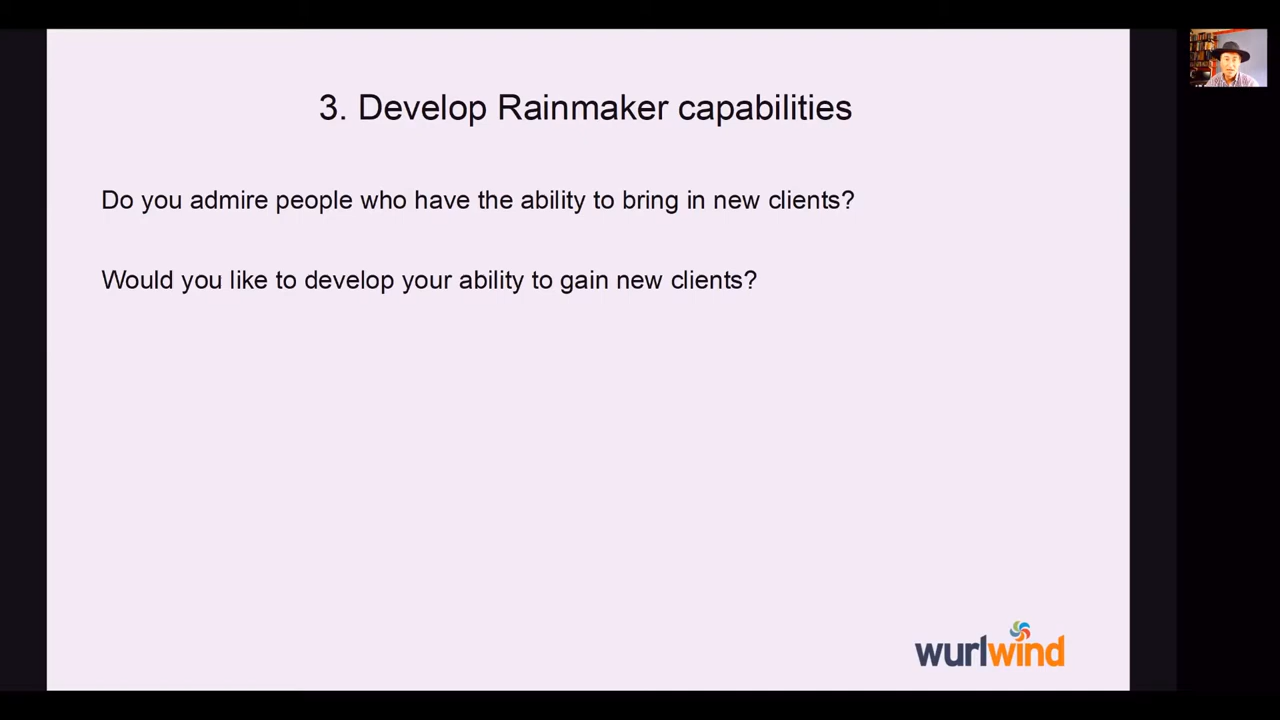 3. Develop Rainmaker capabilities
Do you admire people who have the ability to bring in new clients?
Would you like to develop your ability to gain new clients?
wurlwind